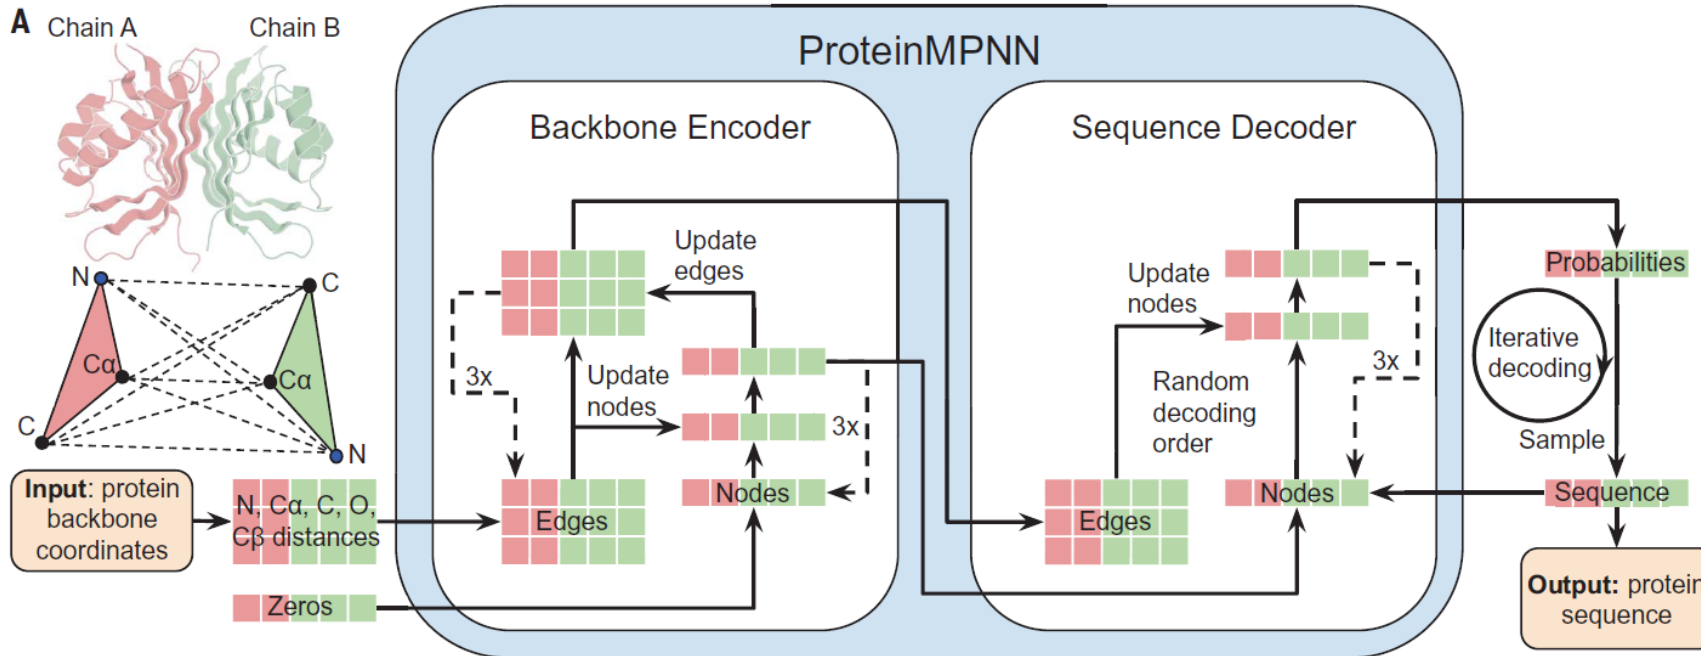 A
Chain A
Chain B
N
C
Cα
Cα
C
N
Input: protein
backbone
coordinates
N, Cα, C, O,
Cβ distances
Zeros
ProteinMPNN
Backbone Encoder
Update
edges
3x
Update
nodes
3x
Edges
Nodes
Sequence Decoder
Update
nodes
Random
decoding
order
3x
Edges
Nodes
Probabilities
Iterative
decoding
Sample
Sequence
Output: protein
sequence